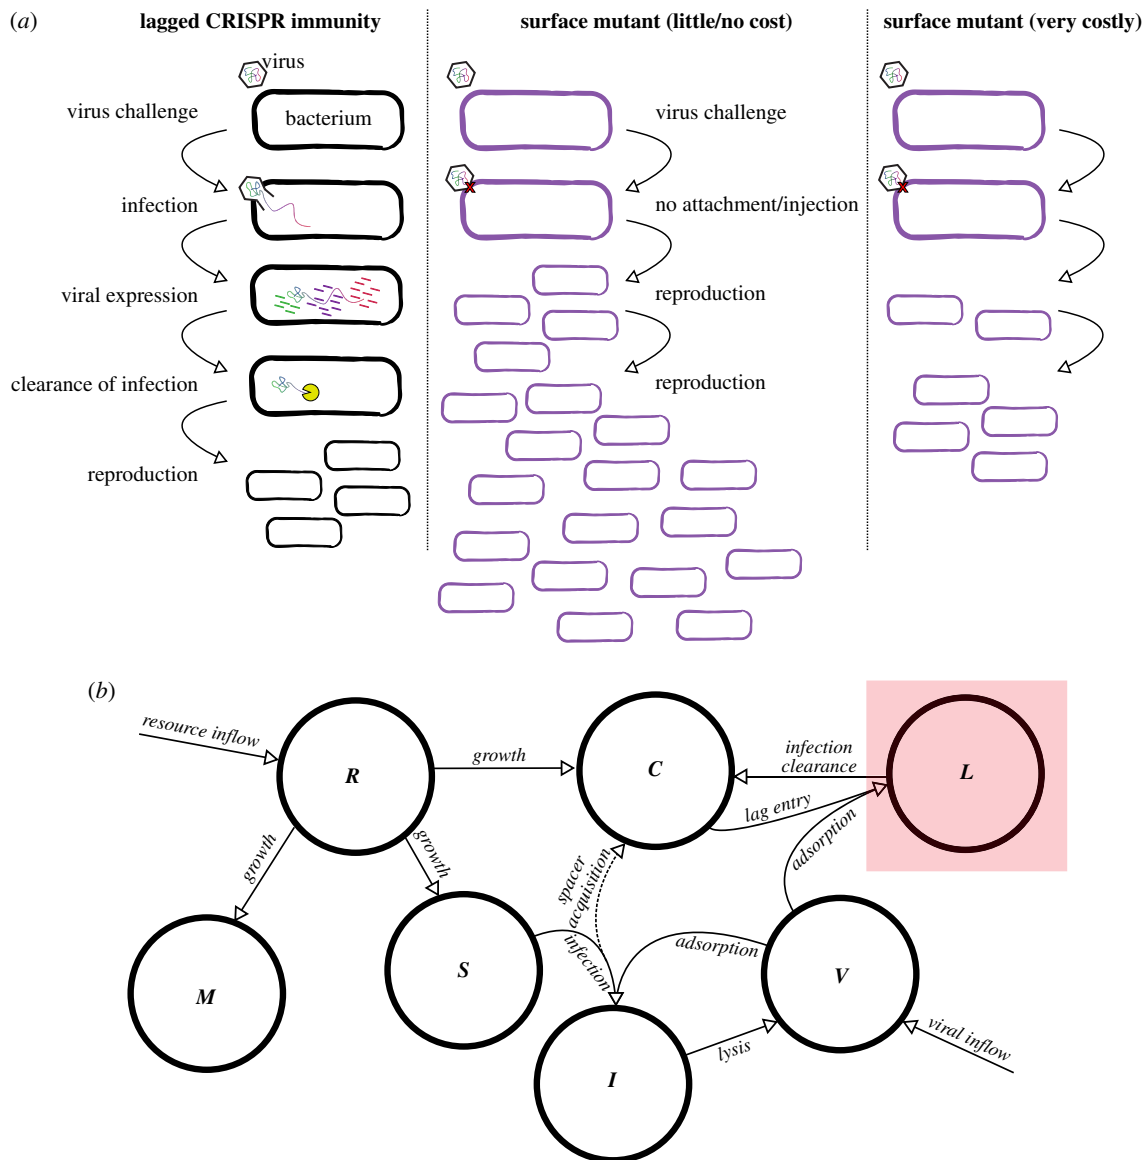 (a)
lagged CRISPR immunity
surface mutant (little/no cost)
surface mutant (very costly)
virus
virus challenge
bacterium
virus challenge
infection
no attachment/injection
viral expression
reproduction
clearance of infection
reproduction
reproduction
(b)
resource inflow
R
growth
C
infection
clearance
L
lag entry
growth
growth
spacer
acquisition
adsorption
M
S
infection
adsorption
V
I
lysis
viral inflow